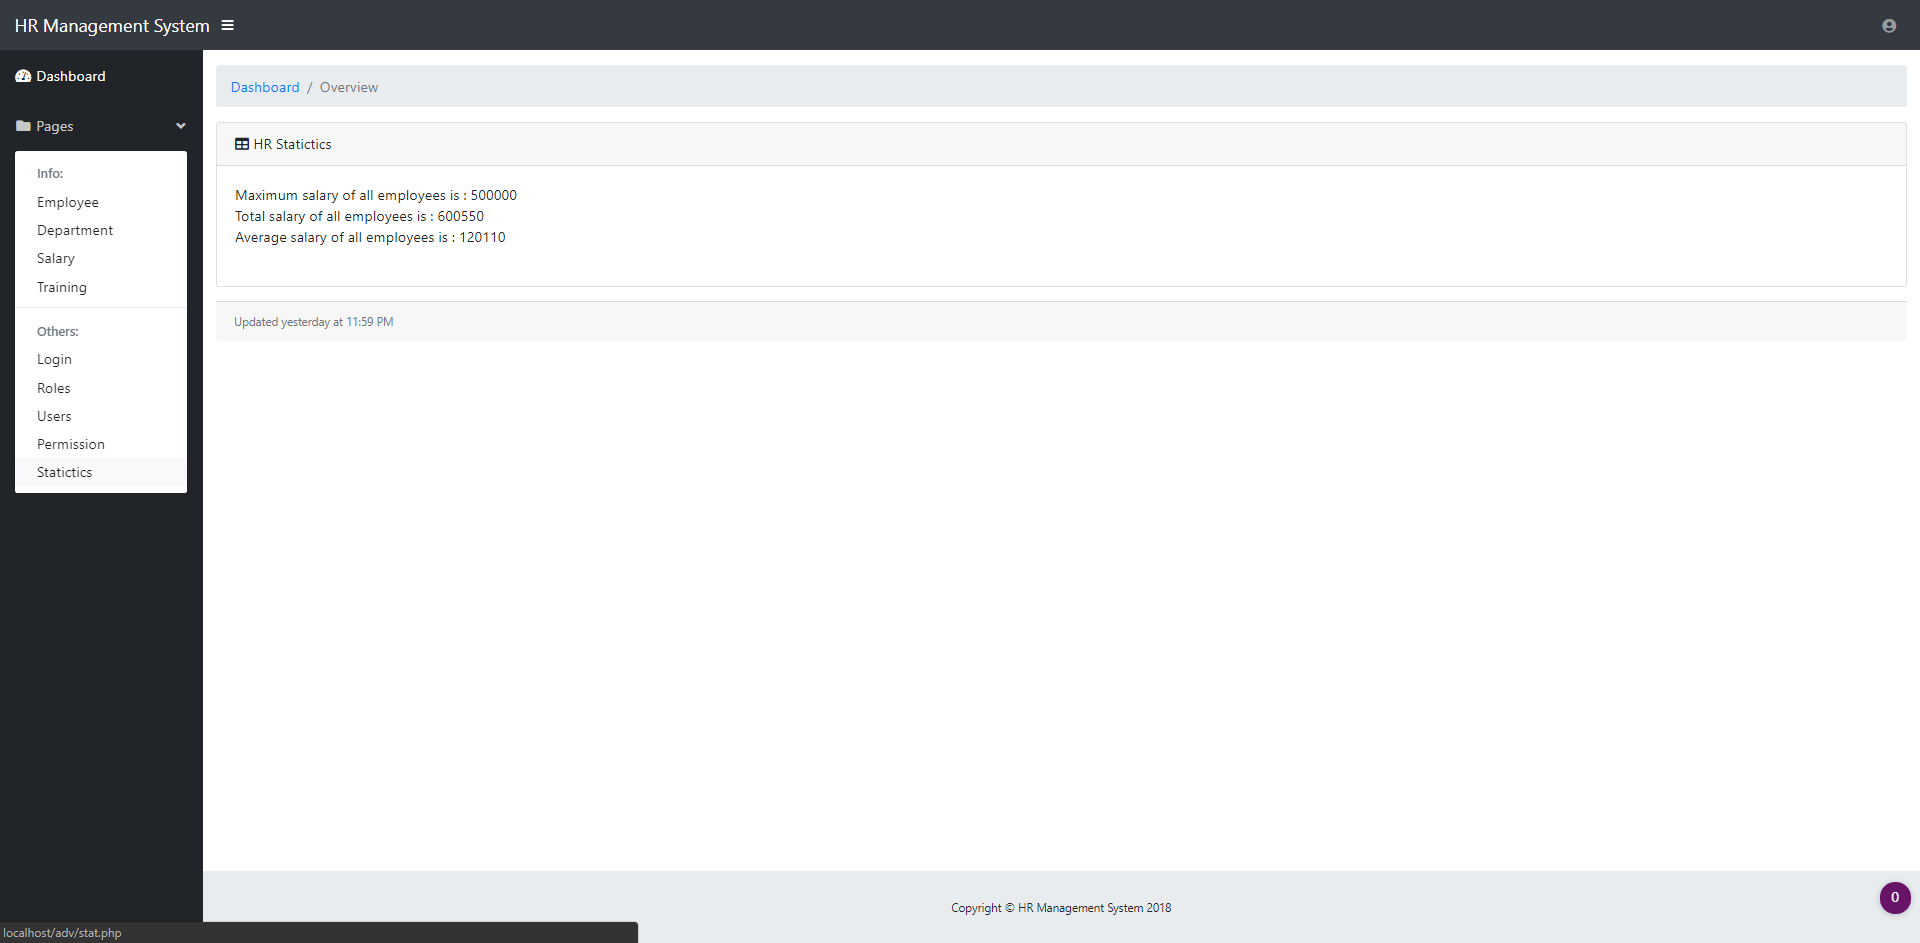 HR Management System
Dashboard
Pages
Info:
Employee
Department
Salary
Training
Others:
Login
Roles
Users
Permission
Statictics
Dashboard / Overview
HR Statictics
Maximum salary of all employees is : 500000
Total salary of all employees is : 600550
Average salary of all employees is : 120110
Updated yesterday at 11:59 PM
Copyright © HR Management System 2018
0
localhost/adv/stat.php